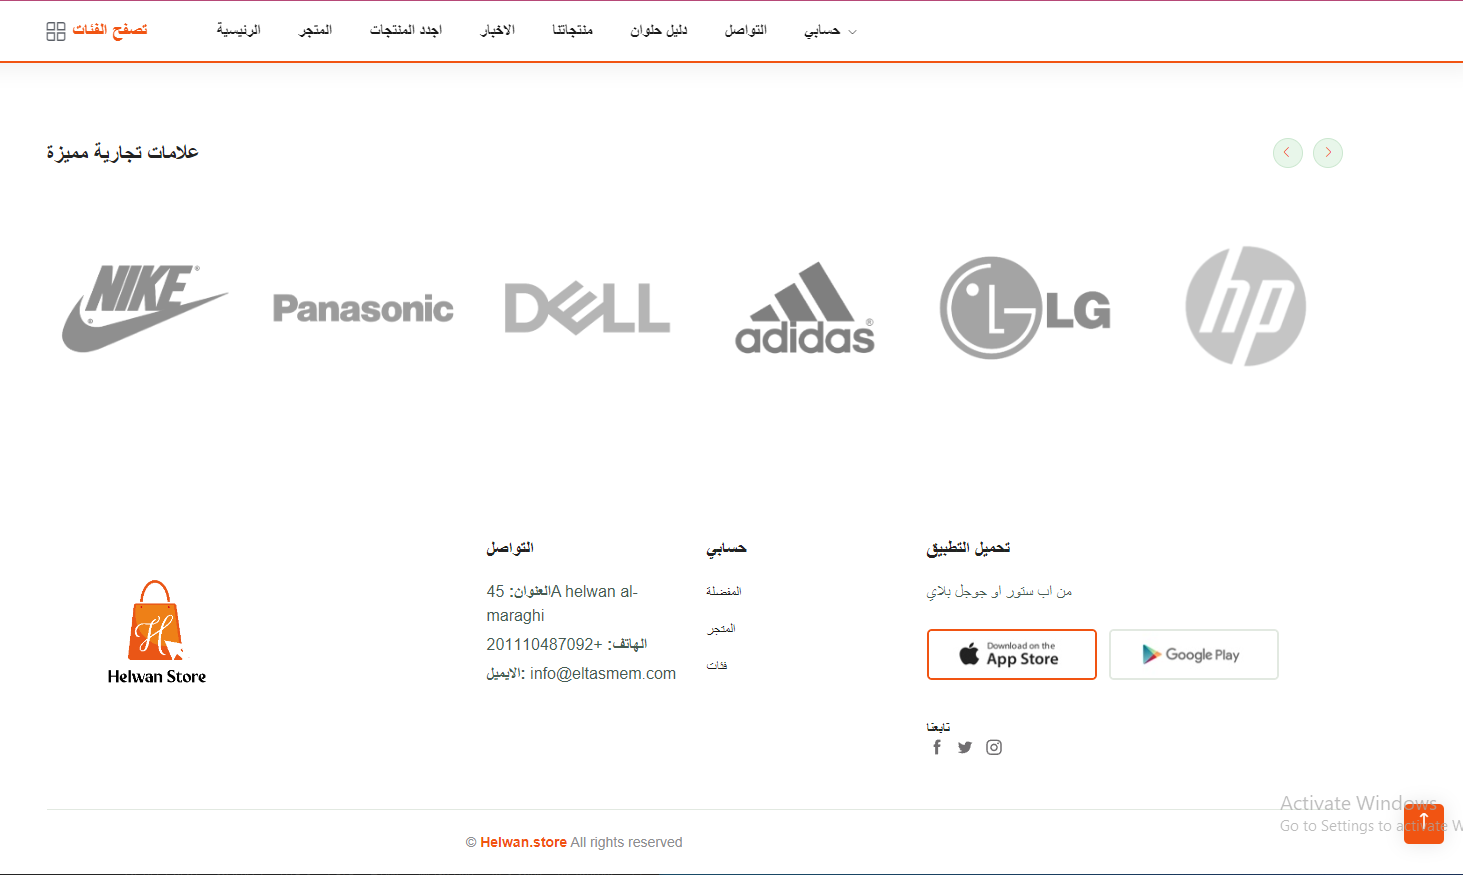 تصفح الفئات
الرئيسية
المتجر
اجدد المنتجات
الاخبار
منتجاتنا
دليل حلوان
التواصل
حسابي
علامات تجارية مميزة
NIKE
Panasonic
DELL
adidas
LG
hp
Helwan Store
التواصل
العنوان: 45A helwan al-
maraghi
الهاتف: +201110487092
الايميل: info@eltasmem.com
حسابي
المفضلة
المتجر
فئات
تحميل التطبيق
من اب ستور او جوجل بلاي
Download on the
App Store
Google Play
تابعنا
© Helwan.store All rights reserved
Activate Windows
Go to Settings to activate W